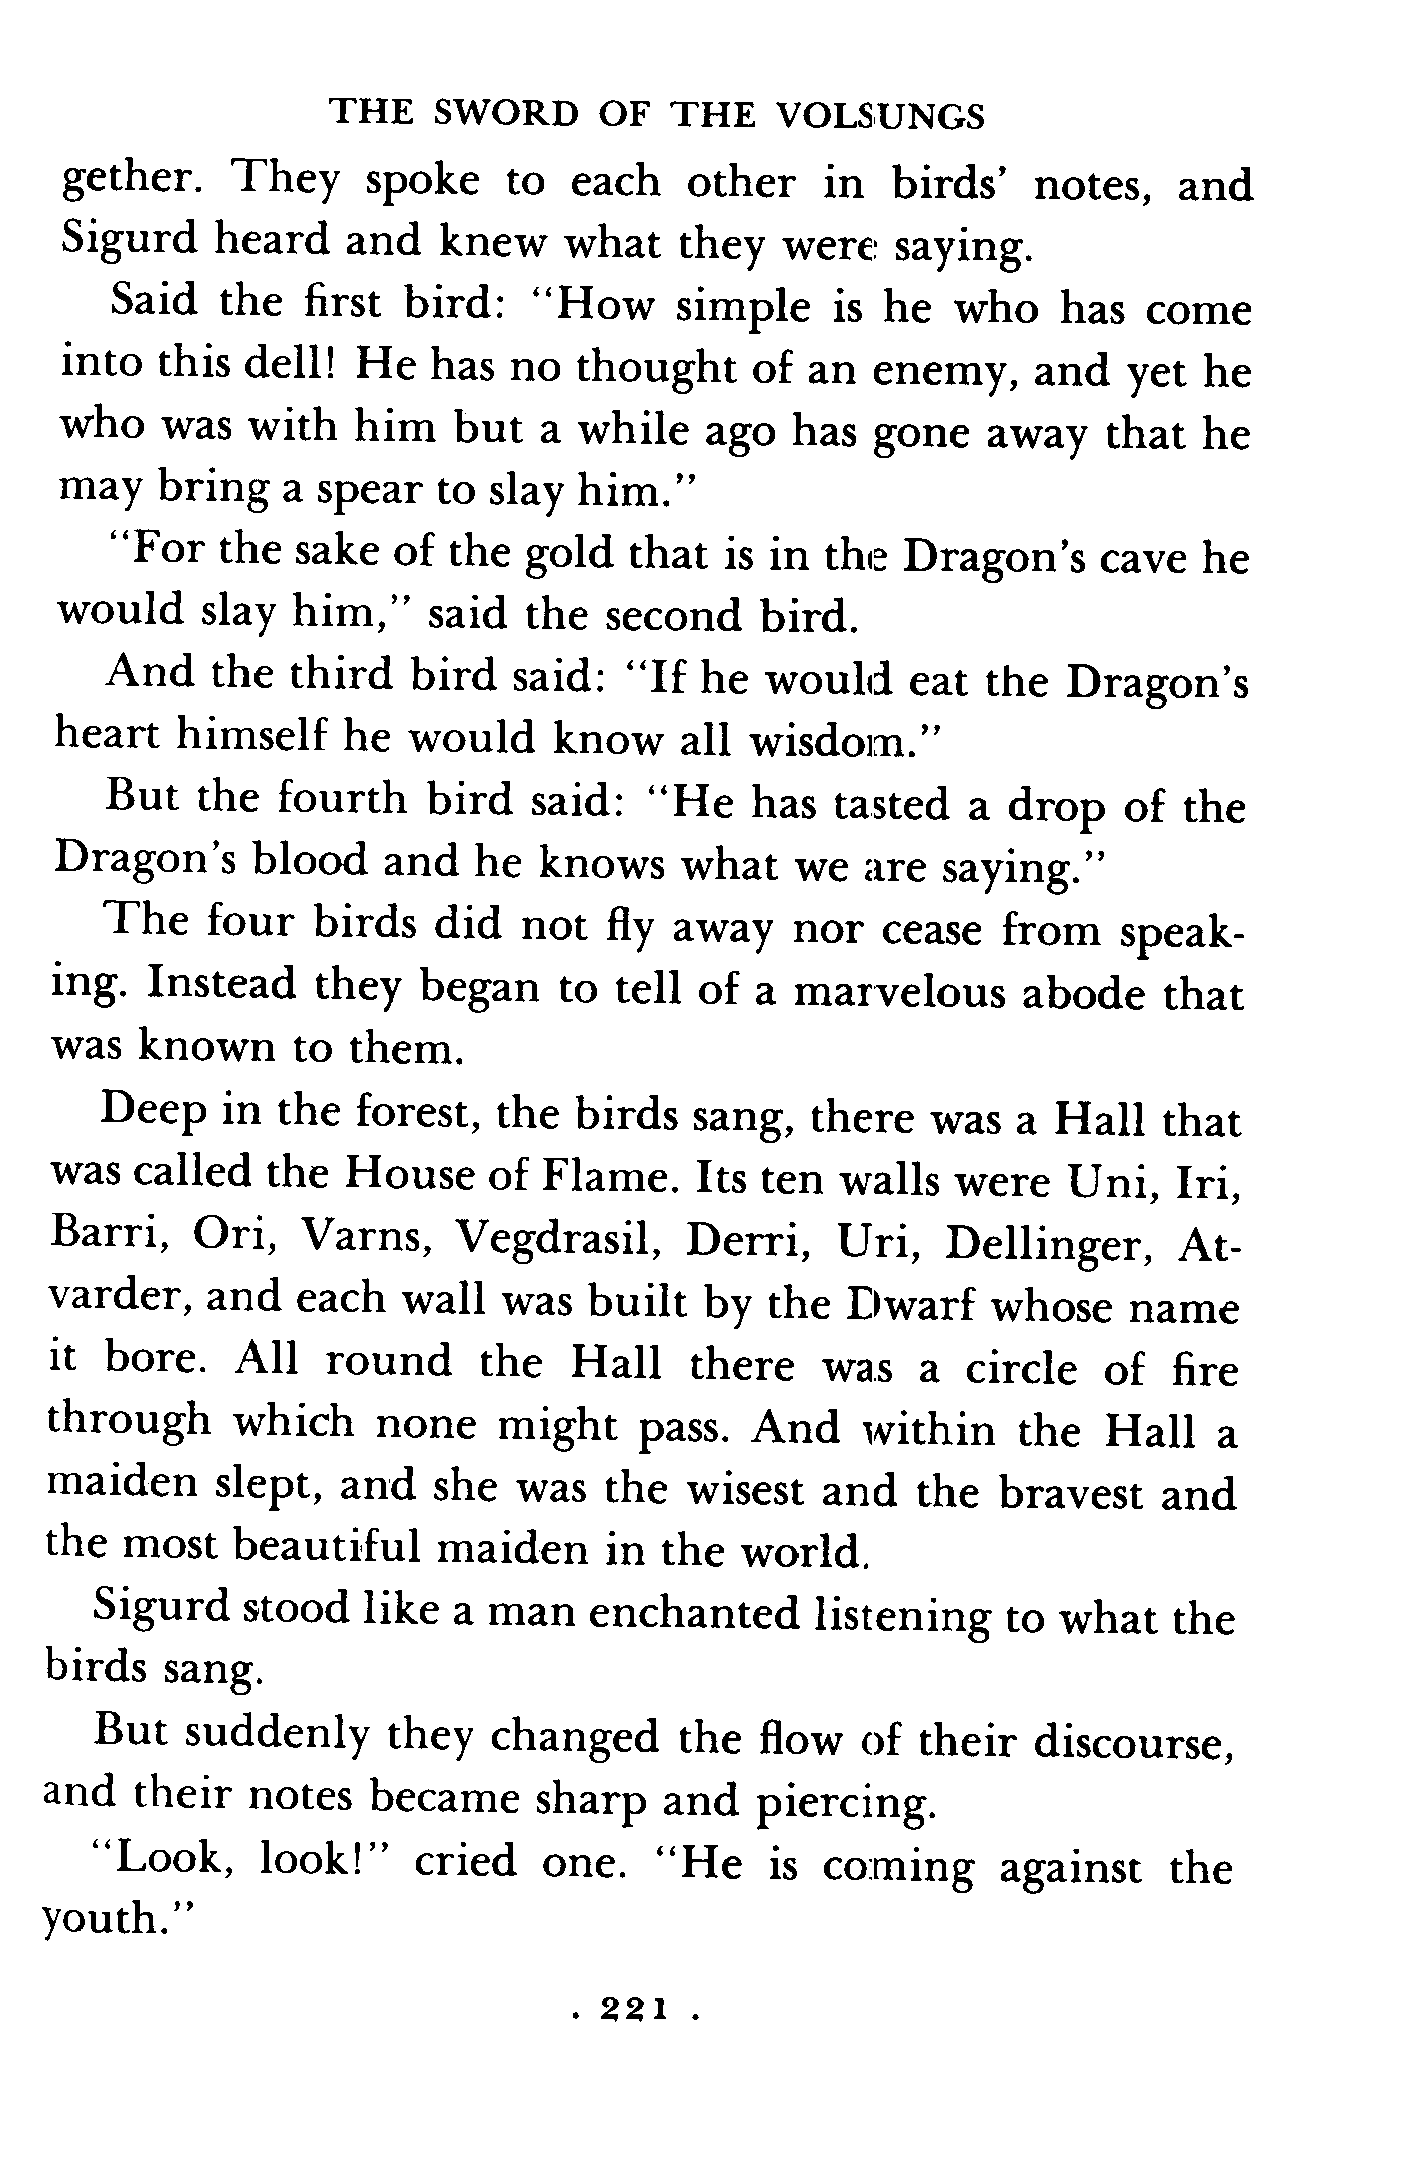 THE SWORD OF THE VOLSUNGS
gether. They spoke to each other in birds' notes, and
Sigurd heard and knew what they were saying.
Said the first bird: "How simple is he who has come
into this dell! He has no thought of an enemy, and yet he
who was with him but a while ago has gone away that he
may bring a spear to slay him."
"For the sake of the gold that is in the Dragon's cave he
would slay him," said the second bird.
And the third bird said: "If he would eat the Dragon's
heart himself he would know all wisdom."
But the fourth bird said: "He has tasted a drop of the
Dragon's blood and he knows what we are saying."
The four birds did not fly away nor cease from speak-
ing. Instead they began to tell of a marvelous abode that
was known to them.
Deep in the forest, the birds sang, there was a Hall that
was called the House of Flame. Its ten walls were Uni, Iri,
Barri, Ori, Varns, Vegdrasil, Derri, Uri, Dellinger, At-
varder, and each wall was built by the Dwarf whose name
it bore. All round the Hall there was a circle of fire
through which none might pass. And within the Hall a
maiden slept, and she was the wisest and the bravest and
the most beautiful maiden in the world.
Sigurd stood like a man enchanted listening to what the
birds sang.
But suddenly they changed the flow of their discourse,
and their notes became sharp and piercing.
"Look, look!" cried one. "He is coming against the
youth."
. 221 .